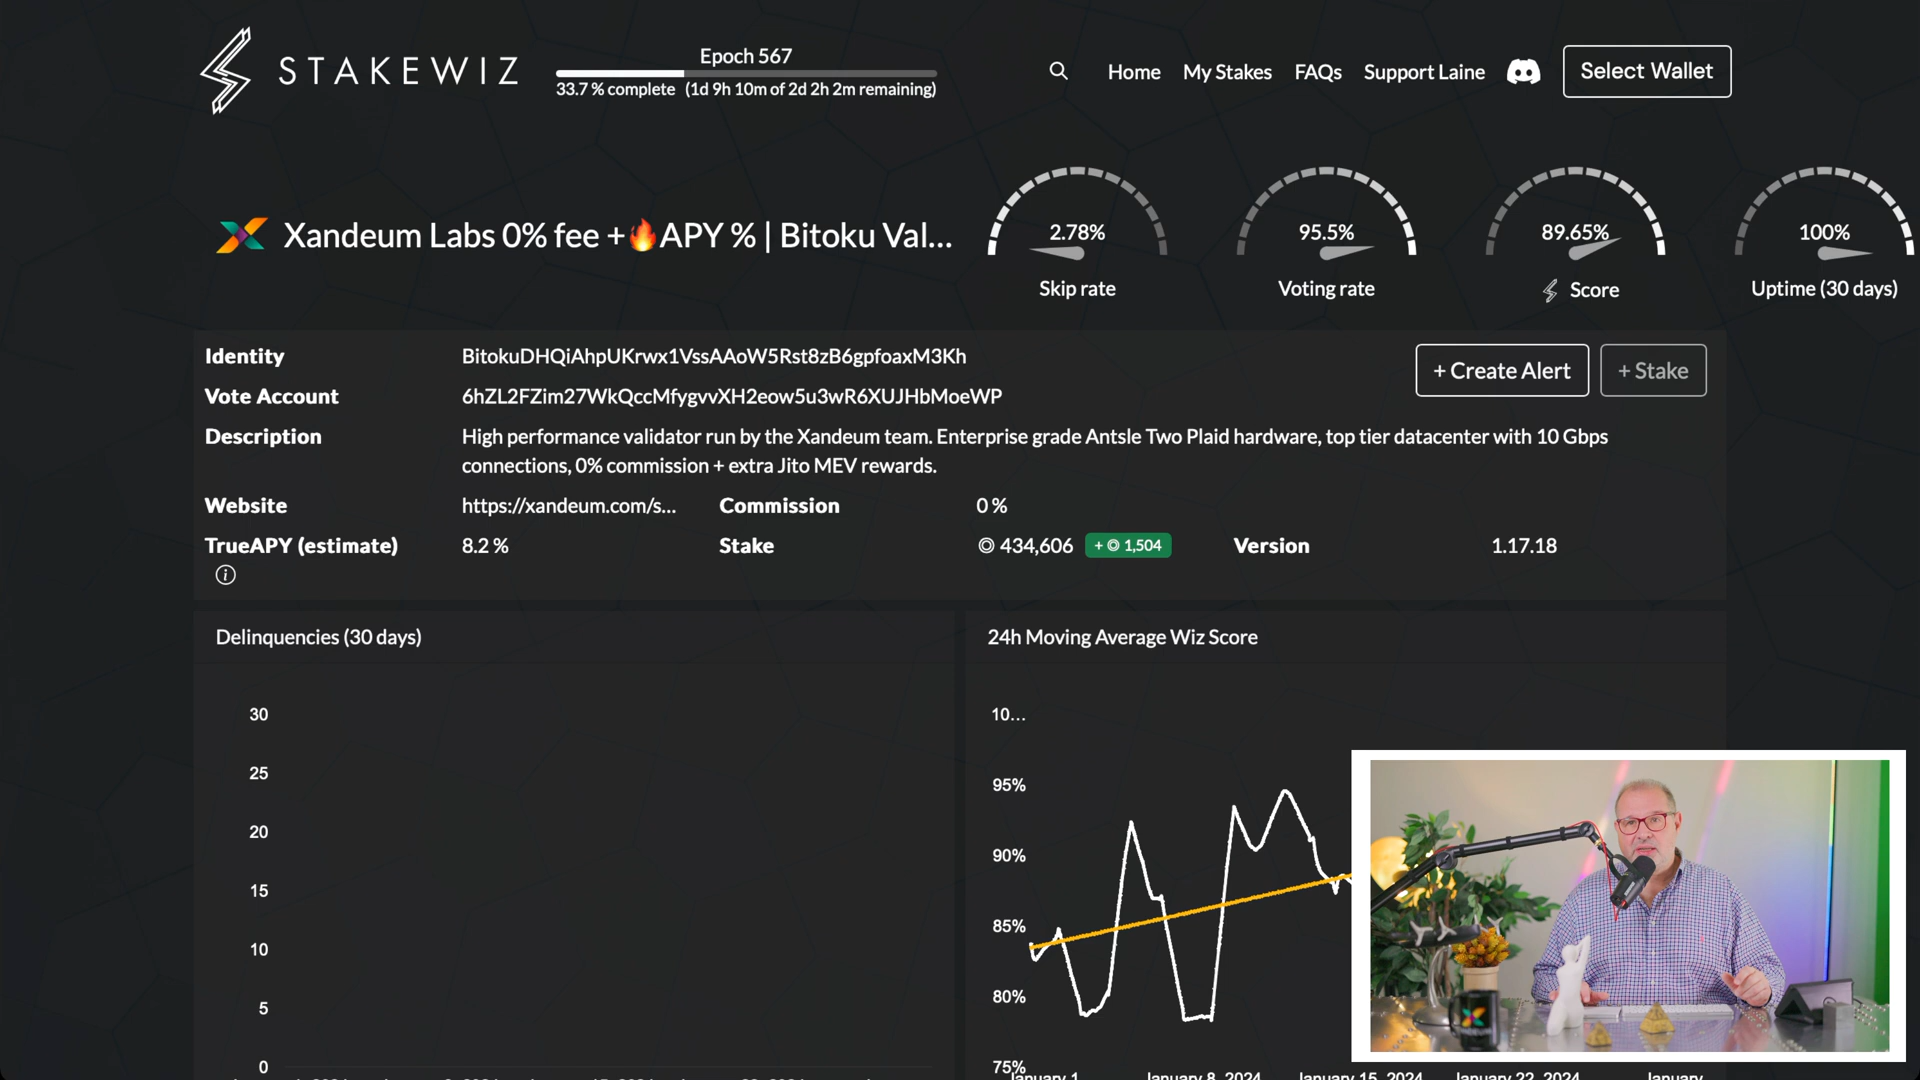 STAKEWIZ
Epoch 567
33.7 % complete (1d 9h 10m of 2d 2h 2m remaining)
Home My Stakes FAQs Support Laine Select Wallet
Xandeum Labs 0% fee +🔥APY % | Bitoku Val...
2.78% 95.5% 89.65% 100%
Skip rate Voting rate Score Uptime (30 days)
Identity BitokuDHQiAhpUKrwx1VssAAoW5Rst8zB6gpfoaxM3Kh
+ Create Alert + Stake
Vote Account 6hZL2FZim27WkQccMfygvvXH2eow5u3wR6XUJHbMoeWP
Description High performance validator run by the Xandeum team. Enterprise grade Antsle Two Plaid hardware, top tier datacenter with 10 Gbps
connections, 0% commission + extra Jito MEV rewards.
Website https://xandeum.com/s... Commission 0 %
TrueAPY (estimate) 8.2 % Stake 434,606 + 1,504 Version 1.17.18
Delinquencies (30 days)
30
25
20
15
10
5
0
24h Moving Average Wiz Score
10...
95%
90%
85%
80%
75%
January 1 January 8, 2024 January 15, 2024 January 22, 2024 January